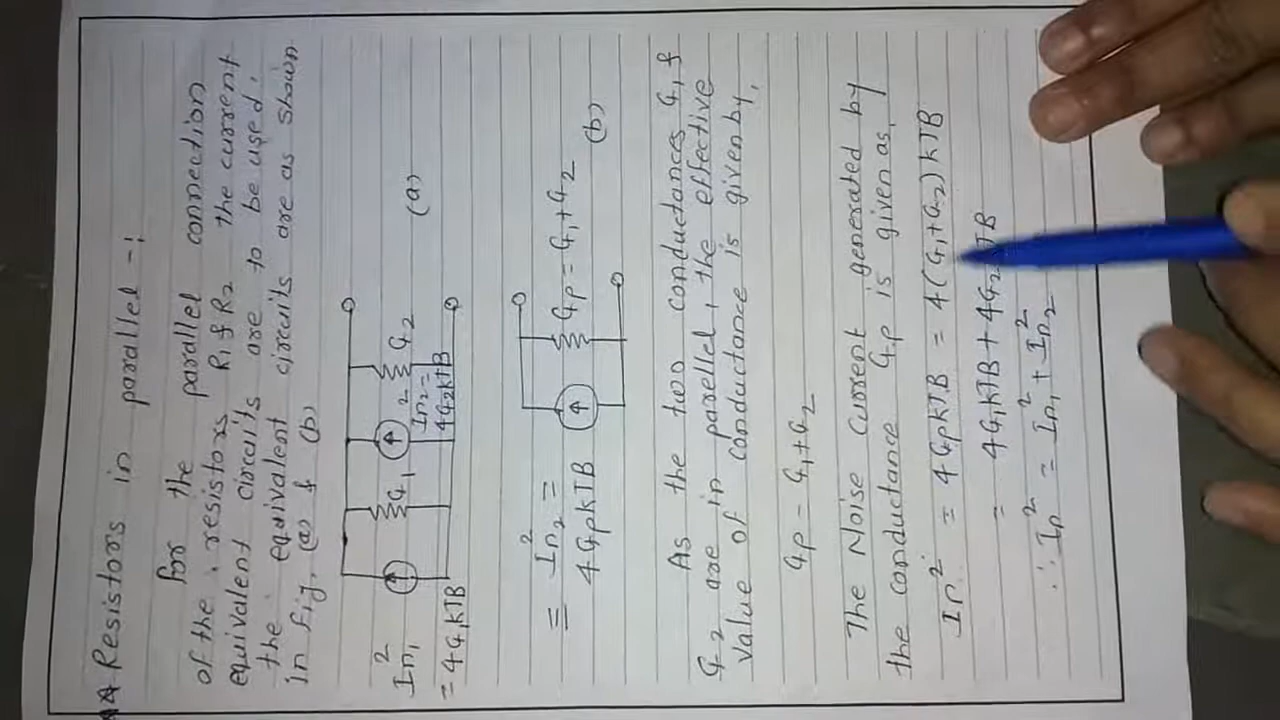 Resistors in parallel -:
for the parallel connection
of the resistors R1 & R2 the current
equivalent circuits are to be used.
the equivalent circuits are as shown
in fig. (a) & (b)
In1² = 4G1KTB
G1
In2² = 4G2KTB
G2
(a)
= In2² = 4GpKTB
Gp = G1+G2
(b)
As the two conductances G1 &
G2 are in parellel, the effective
value of conductance is given by,
Gp = G1+G2
The Noise current generated by
the conductance Gp is given as,
In² = 4GpKTB = 4(G1+G2)KTB
= 4G1KTB + 4G2KTB
∴ In² = In1² + In2²